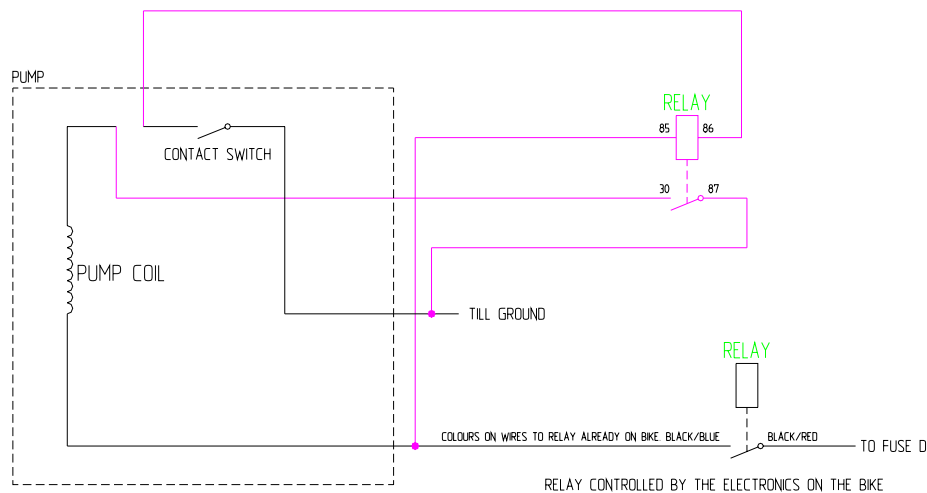 PUMP
RELAY
85 86
CONTACT SWITCH
30 87
PUMP COIL
TILL GROUND
RELAY
COLOURS ON WIRES TO RELAY ALREADY ON BIKE. BLACK/BLUE
BLACK/RED
TO FUSE D
RELAY CONTROLLED BY THE ELECTRONICS ON THE BIKE